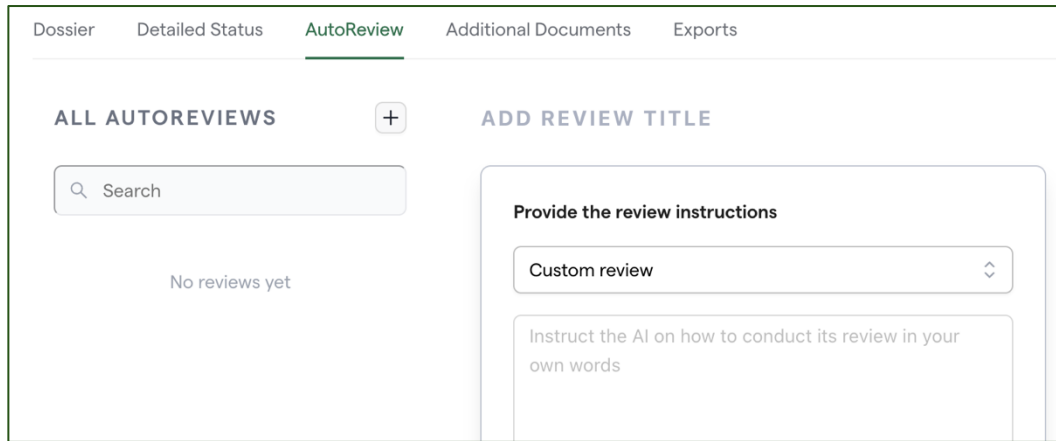 Dossier Detailed Status AutoReview Additional Documents Exports
ALL AUTOREVIEWS +
Search
No reviews yet
ADD REVIEW TITLE
Provide the review instructions
Custom review
Instruct the AI on how to conduct its review in your
own words